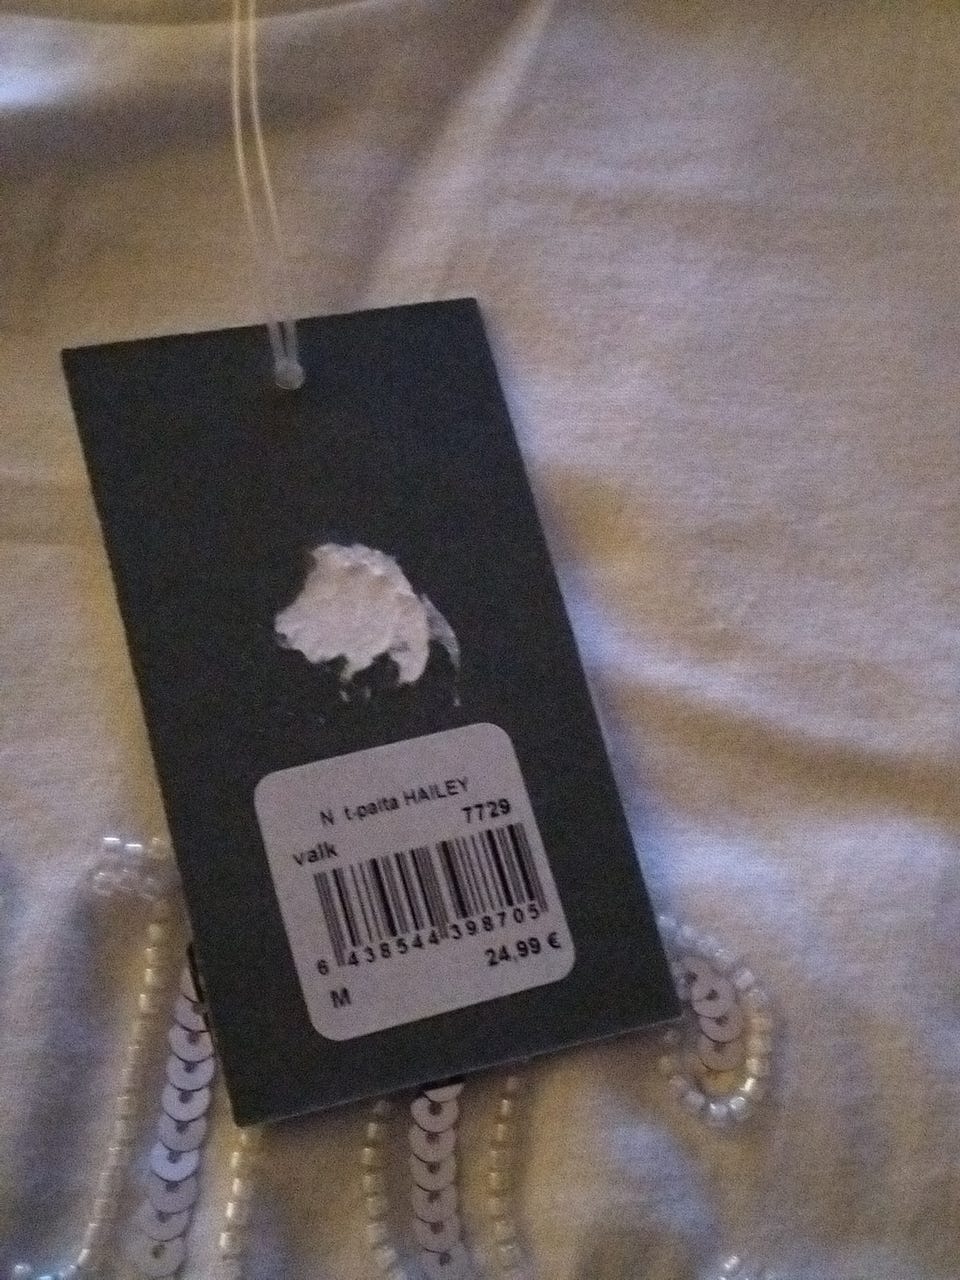 N t-paita HAILEY
7729
valk
6 438544 398705
24,99 €
M